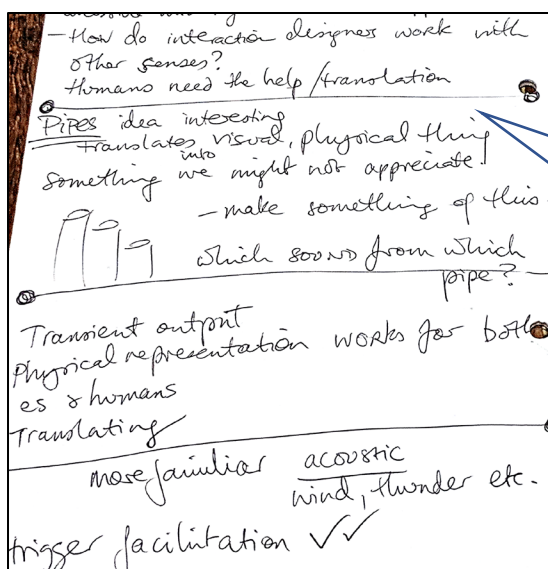 - How do interaction designers work with
other senses?
Humans need the help / translation
Pipes idea interesting
translates visual, physical thing
into
something we might not appreciate!
- make something of this
which sound from which
pipe?
Transient output
Physical representation works for both
es & humans
Translating
more familiar acoustic
wind, thunder etc.
trigger facilitation ✓✓